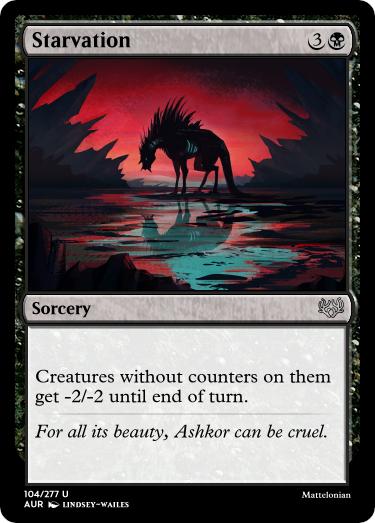 Starvation 3
Sorcery
Creatures without counters on them
get -2/-2 until end of turn.
For all its beauty, Ashkor can be cruel.
104/277 U
Mattelonian
AUR LINDSEY-WAILES